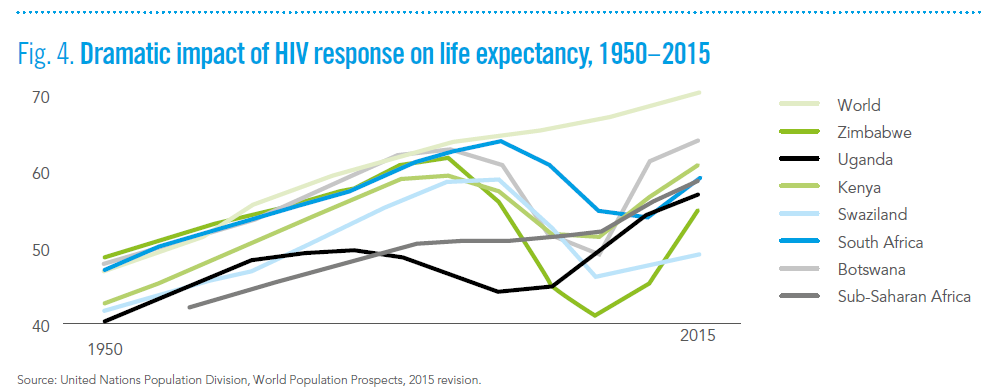 Fig. 4. Dramatic impact of HIV response on life expectancy, 1950–2015
70
60
50
40
1950
2015
World
Zimbabwe
Uganda
Kenya
Swaziland
South Africa
Botswana
Sub-Saharan Africa
Source: United Nations Population Division, World Population Prospects, 2015 revision.